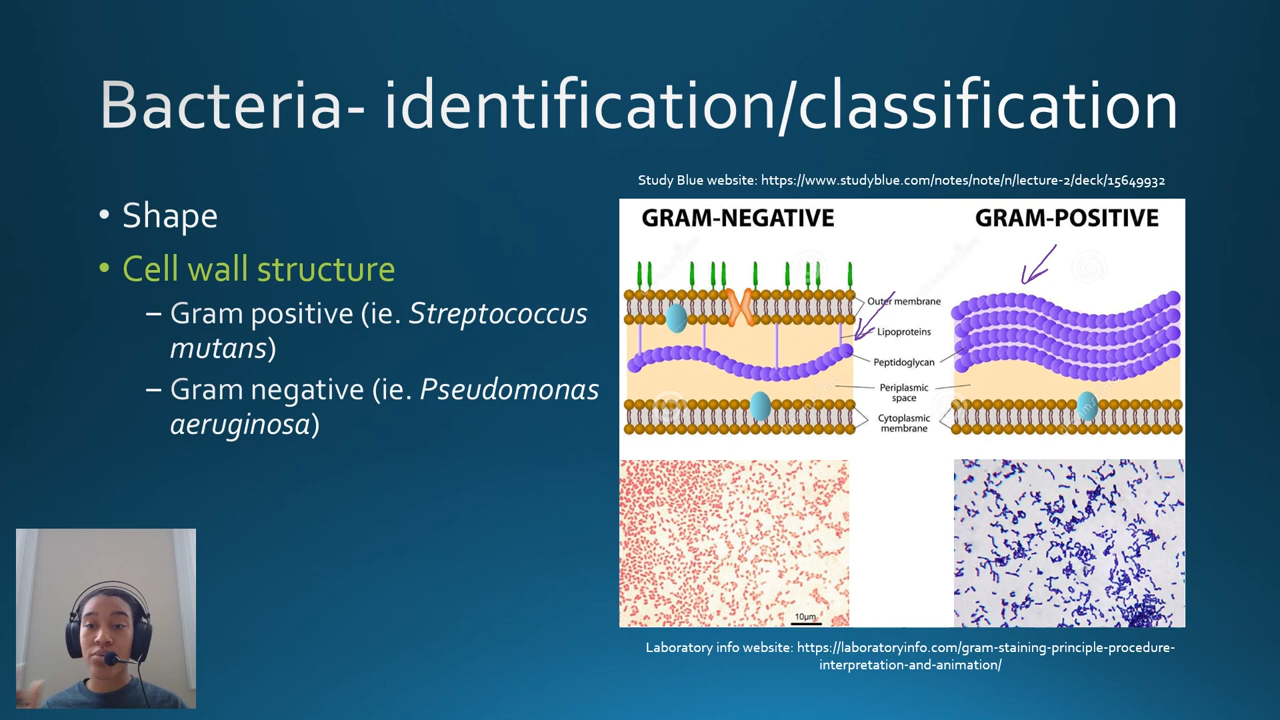 Bacteria- identification/classification
• Shape
• Cell wall structure
– Gram positive (ie. Streptococcus
mutans)
– Gram negative (ie. Pseudomonas
aeruginosa)
Study Blue website: https://www.studyblue.com/notes/note/n/lecture-2/deck/15649932
GRAM-NEGATIVE
GRAM-POSITIVE
Outer membrane
Lipoproteins
Peptidoglycan
Periplasmic
space
Cytoplasmic
membrane
10µm
Laboratory info website: https://laboratoryinfo.com/gram-staining-principle-procedure-
interpretation-and-animation/